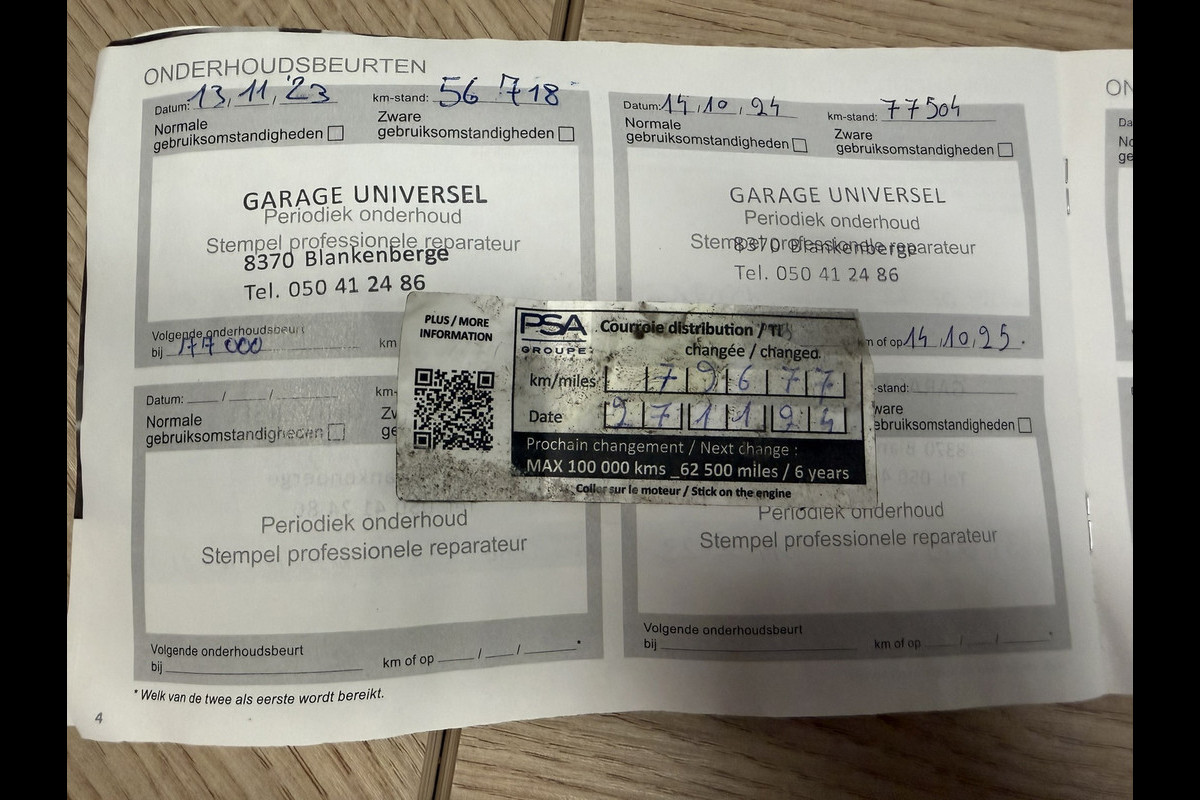 ONDERHOUDSBEURTEN
Datum: 13, 11, '23 km-stand: 56 718
Normale
gebruiksomstandigheden
Zware
gebruiksomstandigheden
GARAGE UNIVERSEL
Periodiek onderhoud
Stempel professionele reparateur
8370 Blankenberge
Tel. 050 41 24 86
Volgende onderhoudsbeurt
bij 177000 km
Datum: 14, 10, 24 km-stand: 77504
Normale
gebruiksomstandigheden
Zware
gebruiksomstandigheden
GARAGE UNIVERSEL
Periodiek onderhoud
Stempel professionele reparateur
8370 Blankenberge
Tel. 050 41 24 86
of op 14,10,25.
PLUS / MORE
INFORMATION
PSA
GROUPE
Courroie distribution /
changée / changed.
km/miles 79677
Date 271124
Prochain changement / Next change :
MAX 100 000 kms _62 500 miles / 6 years
Coller sur le moteur / Stick on the engine
Datum: / / km-
Normale
gebruiksomstandigheden
Periodiek onderhoud
Stempel professionele reparateur
Volgende onderhoudsbeurt
bij km of op / / *
-stand:
Periodiek onderhoud
Stempel professionele reparateur
Volgende onderhoudsbeurt
bij km of op / / *
* Welk van de twee als eerste wordt bereikt.
4
ON